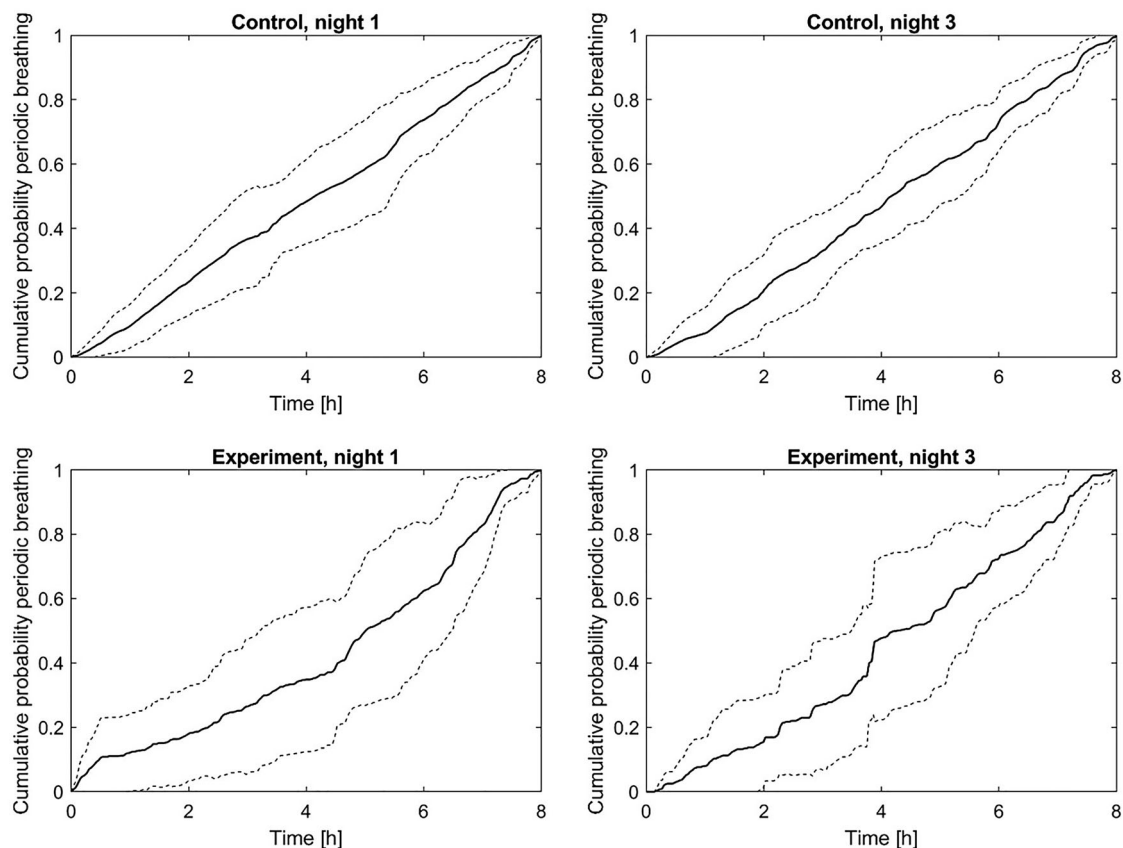 Control, night 1
Cumulative probability periodic breathing
1
0.8
0.6
0.4
0.2
0
0 2 4 6 8
Time [h]
Control, night 3
Cumulative probability periodic breathing
1
0.8
0.6
0.4
0.2
0
0 2 4 6 8
Time [h]
Experiment, night 1
Cumulative probability periodic breathing
1
0.8
0.6
0.4
0.2
0
0 2 4 6 8
Time [h]
Experiment, night 3
Cumulative probability periodic breathing
1
0.8
0.6
0.4
0.2
0
0 2 4 6 8
Time [h]